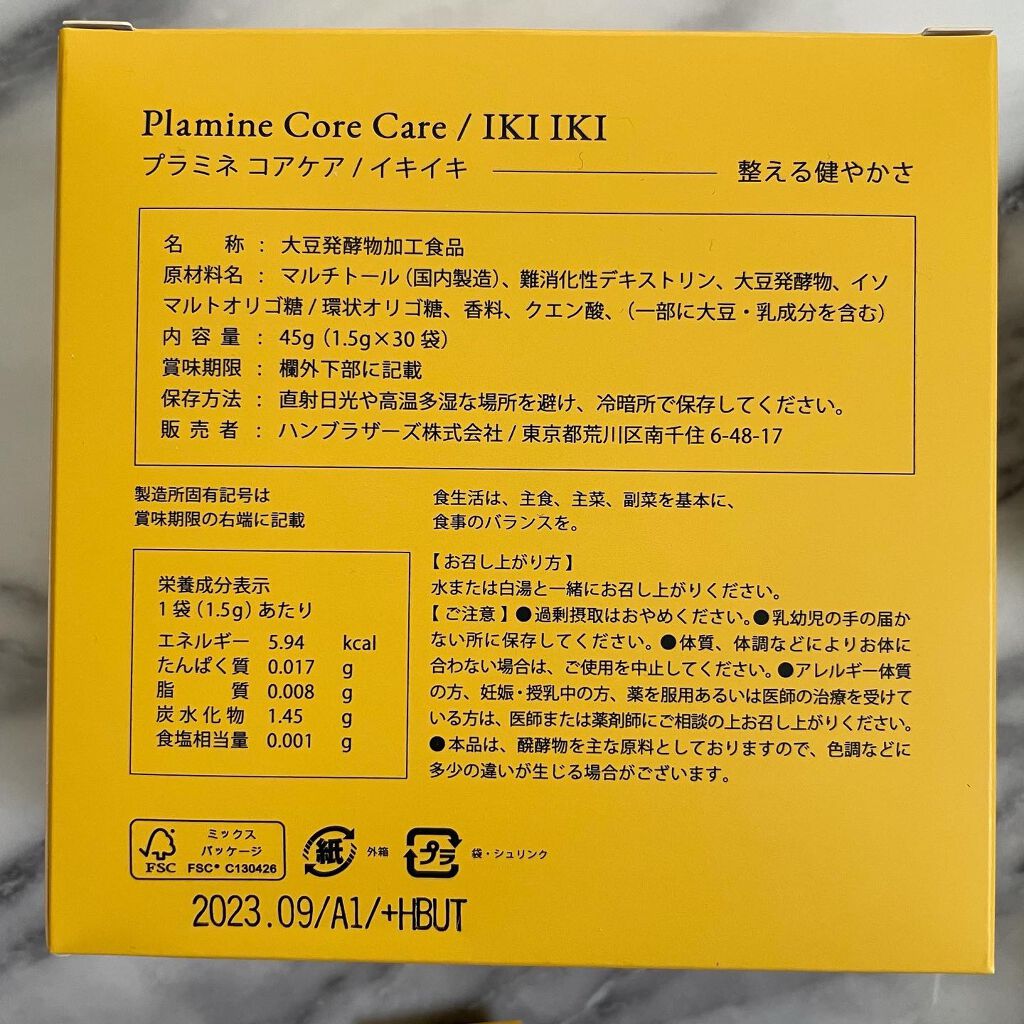 Plamine Core Care / IKI IKI
プラミネ コアケア / イキイキ
整える健やかさ
名 称 : 大豆発酵物加工食品
原材料名 : マルチトール（国内製造）、難消化性デキストリン、大豆発酵物、イソ
マルトオリゴ糖 / 環状オリゴ糖、香料、クエン酸、（一部に大豆・乳成分を含む）
内 容 量 : 45g（1.5g×30 袋）
賞味期限 : 欄外下部に記載
保存方法 : 直射日光や高温多湿な場所を避け、冷暗所で保存してください。
販 売 者 : ハンブラザーズ株式会社 / 東京都荒川区南千住 6-48-17
製造所固有記号は
賞味期限の右端に記載
食生活は、主食、主菜、副菜を基本に、
食事のバランスを。
栄養成分表示
1 袋（1.5g）あたり
エネルギー 5.94 kcal
たんぱく質 0.017 g
脂 質 0.008 g
炭水化物 1.45 g
食塩相当量 0.001 g
【お召し上がり方】
水または白湯と一緒にお召し上がりください。
【ご注意】●過剰摂取はおやめください。●乳幼児の手の届か
ない所に保存してください。●体質、体調などによりお体に
合わない場合は、ご使用を中止してください。●アレルギー体質
の方、妊娠・授乳中の方、薬を服用あるいは医師の治療を受けて
いる方は、医師または薬剤師にご相談の上お召し上がりください。
●本品は、醗酵物を主な原料としておりますので、色調などに
多少の違いが生じる場合がございます。
FSC
ミックス
パッケージ
FSC® C130426
紙 外箱
プラ 袋・シュリンク
2023.09/A1/+HBUT